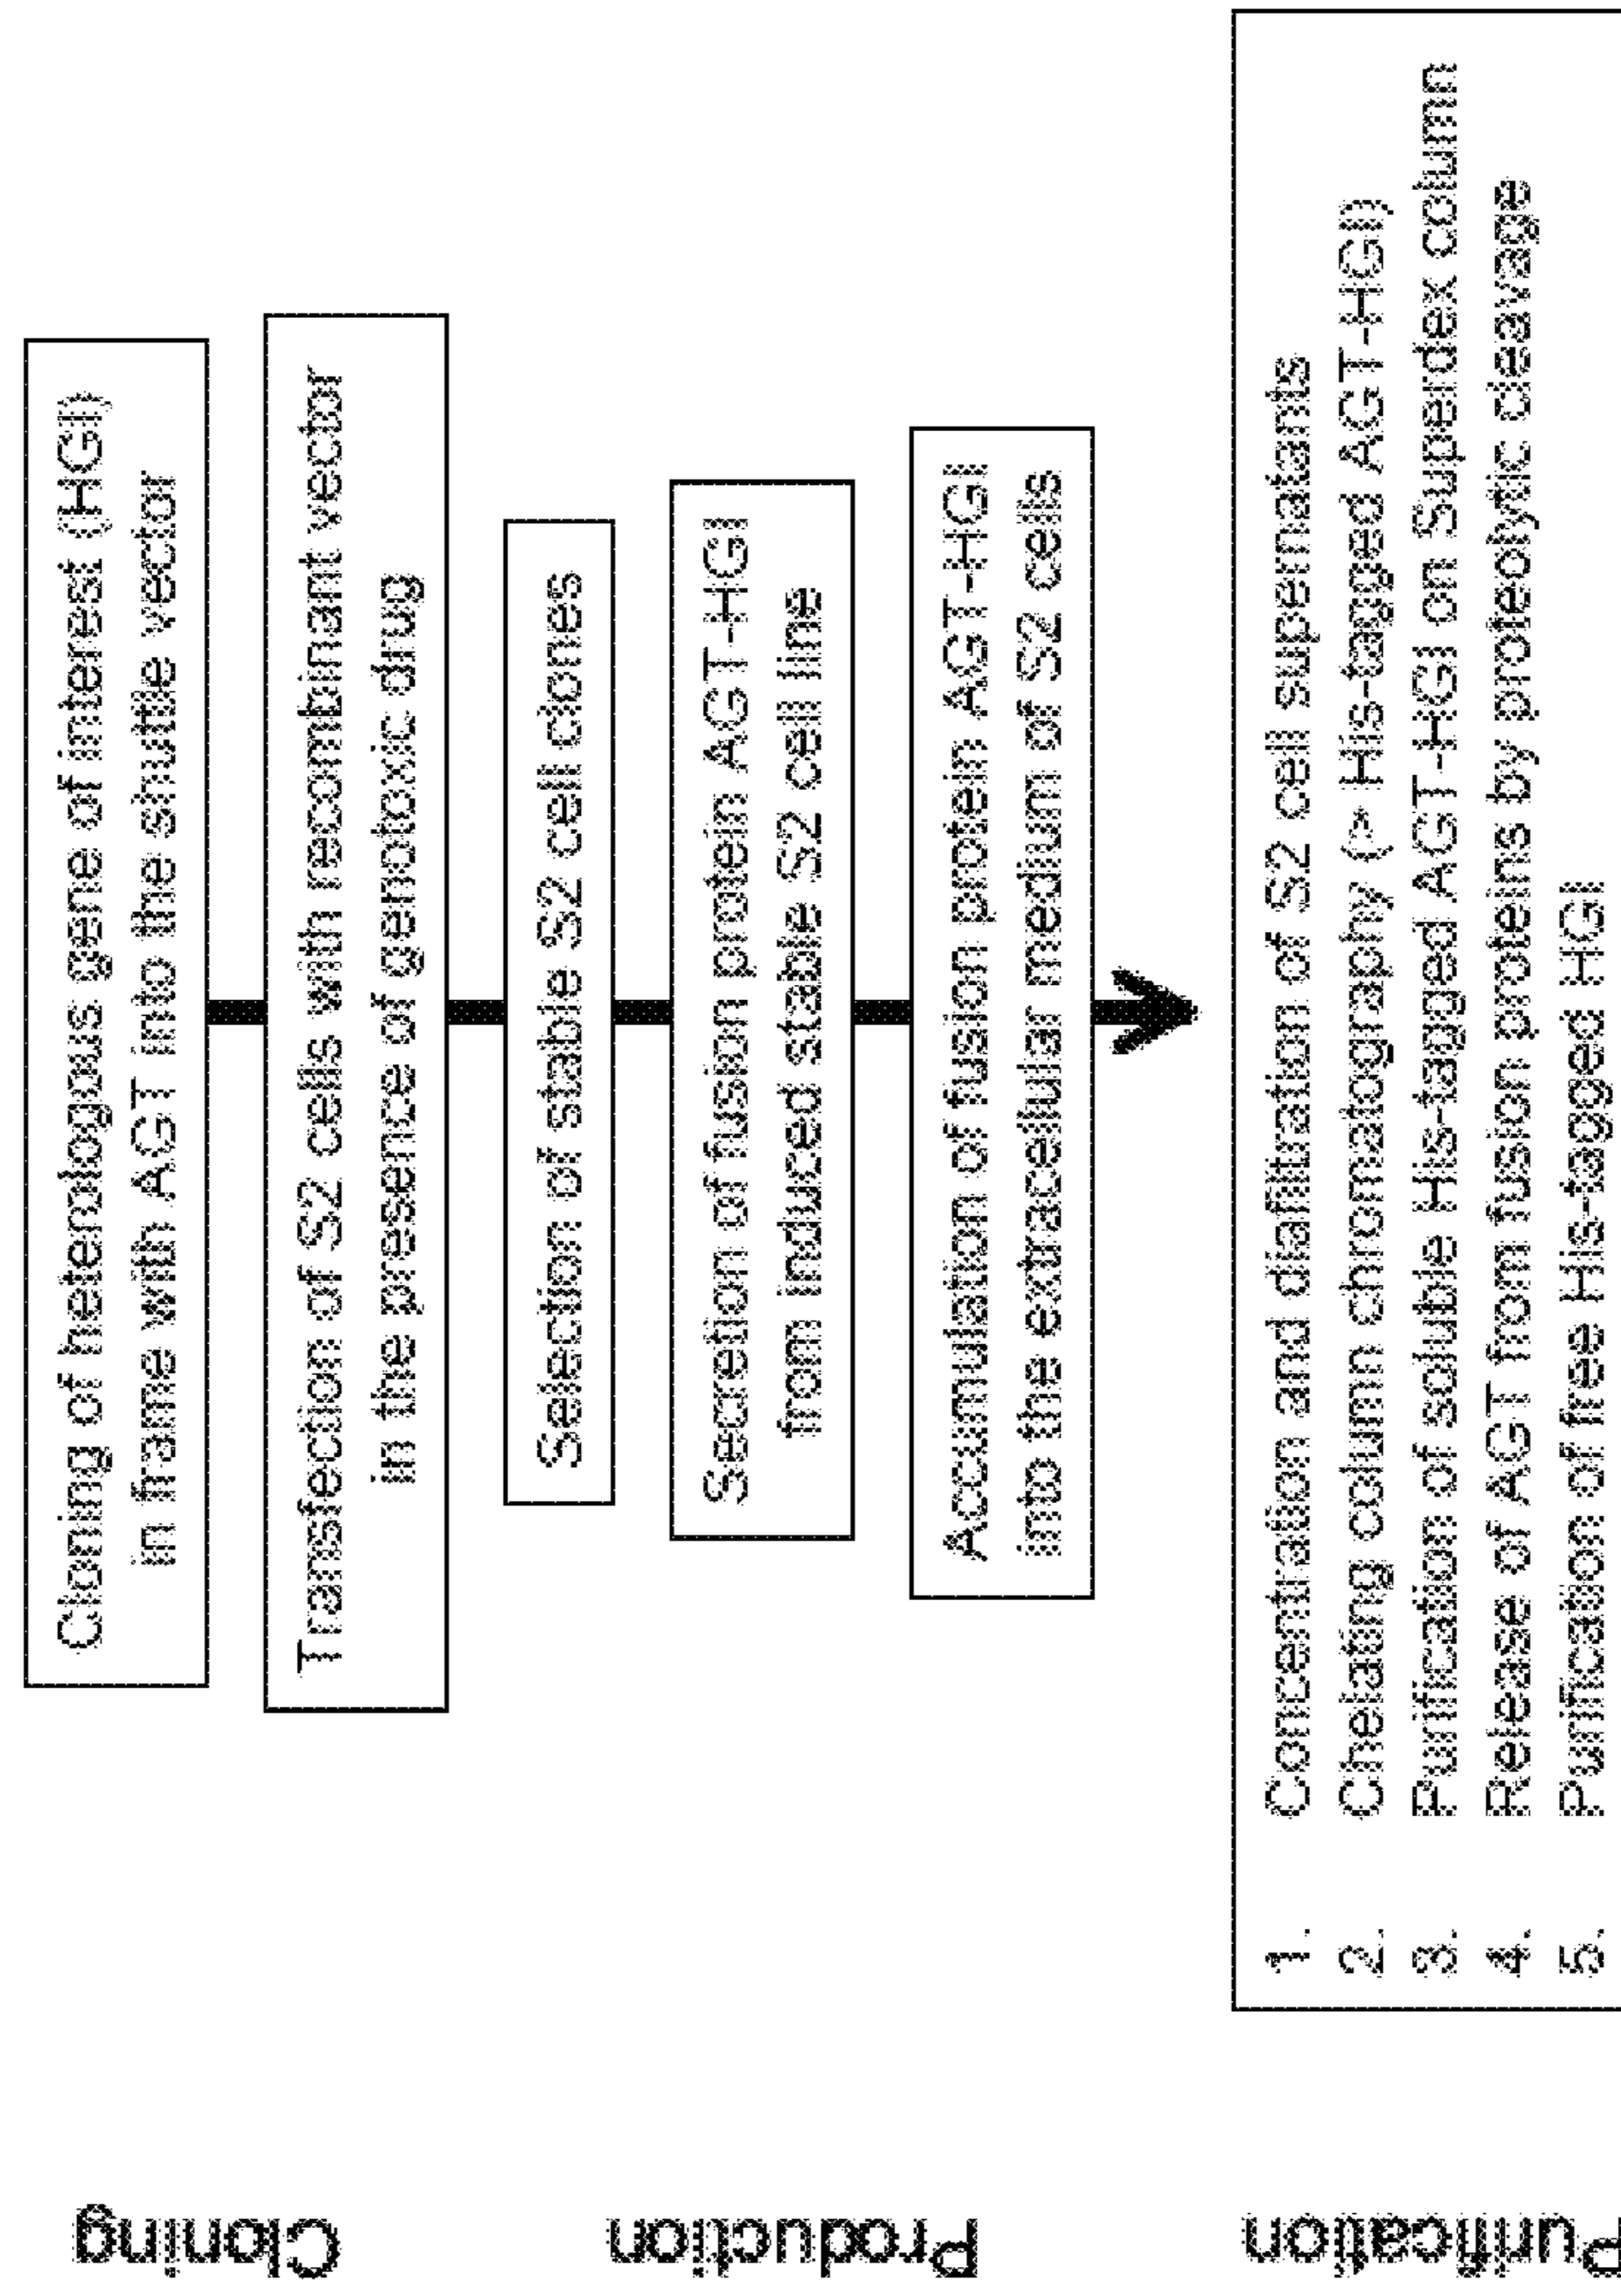 Cloning
Cloning of heterologous gene of interest (HGI)
in frame with AGT into the shuttle vector
Transfection of S2 cells with recombinant vector
in the presence of genotoxic drug
Production
Selection of stable S2 cell clones
Secretion of fusion protein AGT-HGI
from induced stable S2 cell line
Accumulation of fusion protein AGT-HGI
into the extracellular medium of S2 cells
Purification
1. Concentration and diafiltration of S2 cell supernatants
2. Chelating column chromatography (> His-tagged AGT-HGI)
3. Purification of soluble His-tagged AGT-HGI on Superdex column
4. Release of AGT from fusion proteins by proteolytic cleavage
5. Purification of free His-tagged HGI